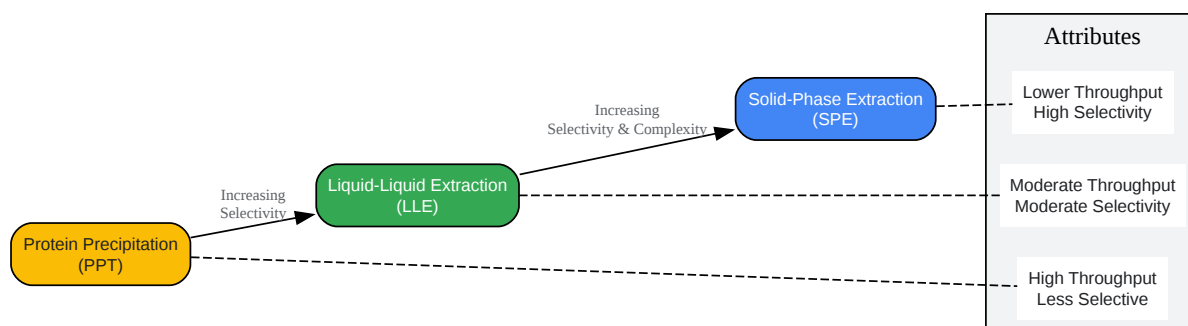 Attributes
Solid-Phase Extraction
(SPE)
Lower Throughput
High Selectivity
Increasing
Selectivity & Complexity
Liquid-Liquid Extraction
(LLE)
Moderate Throughput
Moderate Selectivity
Increasing
Selectivity
Protein Precipitation
(PPT)
High Throughput
Less Selective